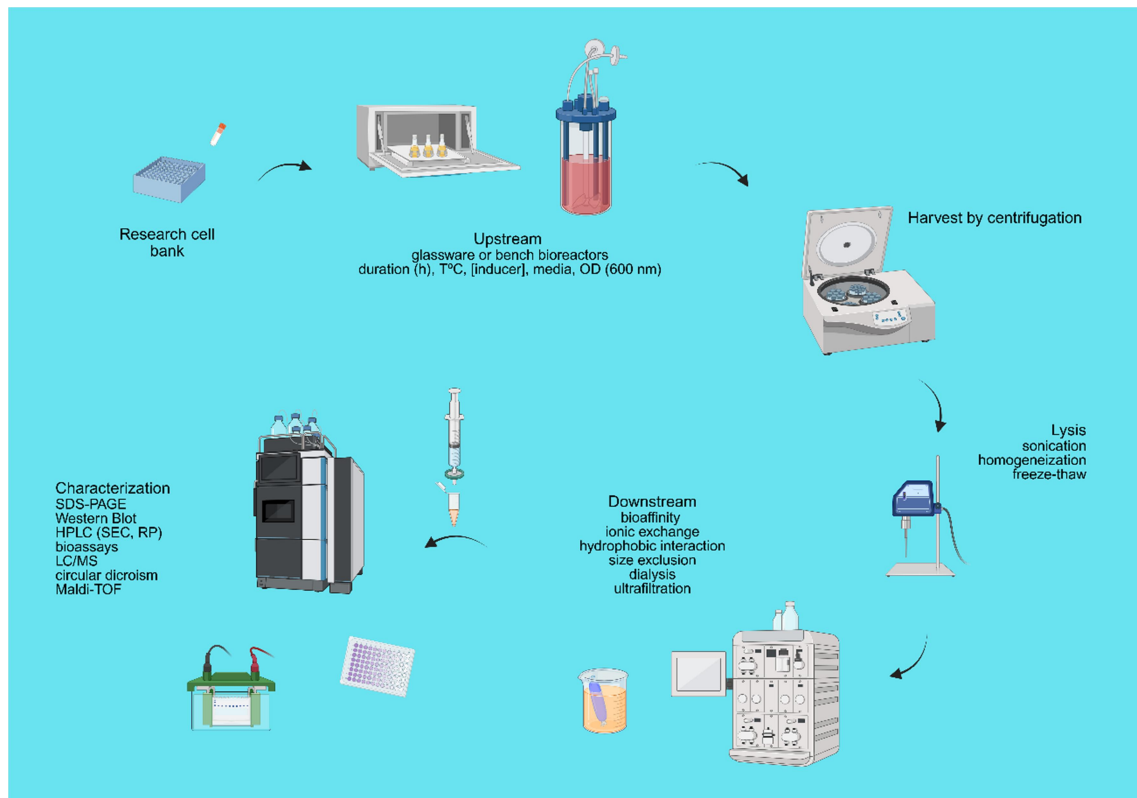 Research cell
bank
Upstream
glassware or bench bioreactors
duration (h), TºC, [inducer], media, OD (600 nm)
Harvest by centrifugation
Lysis
sonication
homogeneization
freeze-thaw
Downstream
bioaffinity
ionic exchange
hydrophobic interaction
size exclusion
dialysis
ultrafiltration
Characterization
SDS-PAGE
Western Blot
HPLC (SEC, RP)
bioassays
LC/MS
circular dicroism
Maldi-TOF